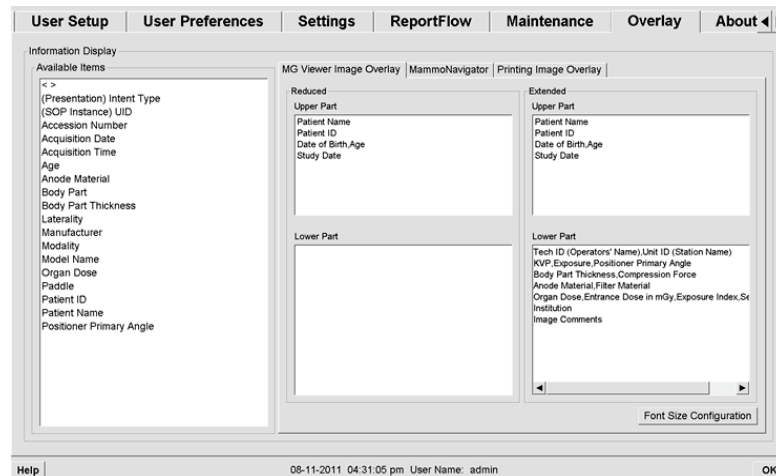 User Setup User Preferences Settings ReportFlow Maintenance Overlay About
Information Display
Available Items
< >
(Presentation) Intent Type
(SOP Instance) UID
Accession Number
Acquisition Date
Acquisition Time
Age
Anode Material
Body Part
Body Part Thickness
Laterality
Manufacturer
Modality
Model Name
Organ Dose
Paddle
Patient ID
Patient Name
Positioner Primary Angle
MG Viewer Image Overlay MammoNavigator Printing Image Overlay
Reduced
Upper Part
Patient Name
Patient ID
Date of Birth,Age
Study Date
Lower Part
Extended
Upper Part
Patient Name
Patient ID
Date of Birth,Age
Study Date
Lower Part
Tech ID (Operators' Name),Unit ID (Station Name)
KVP,Exposure,Positioner Primary Angle
Body Part Thickness,Compression Force
Anode Material,Filter Material
Organ Dose,Entrance Dose in mGy,Exposure Index,Se
Institution
Image Comments
Font Size Configuration
Help 08-11-2011 04:31:05 pm User Name: admin OK